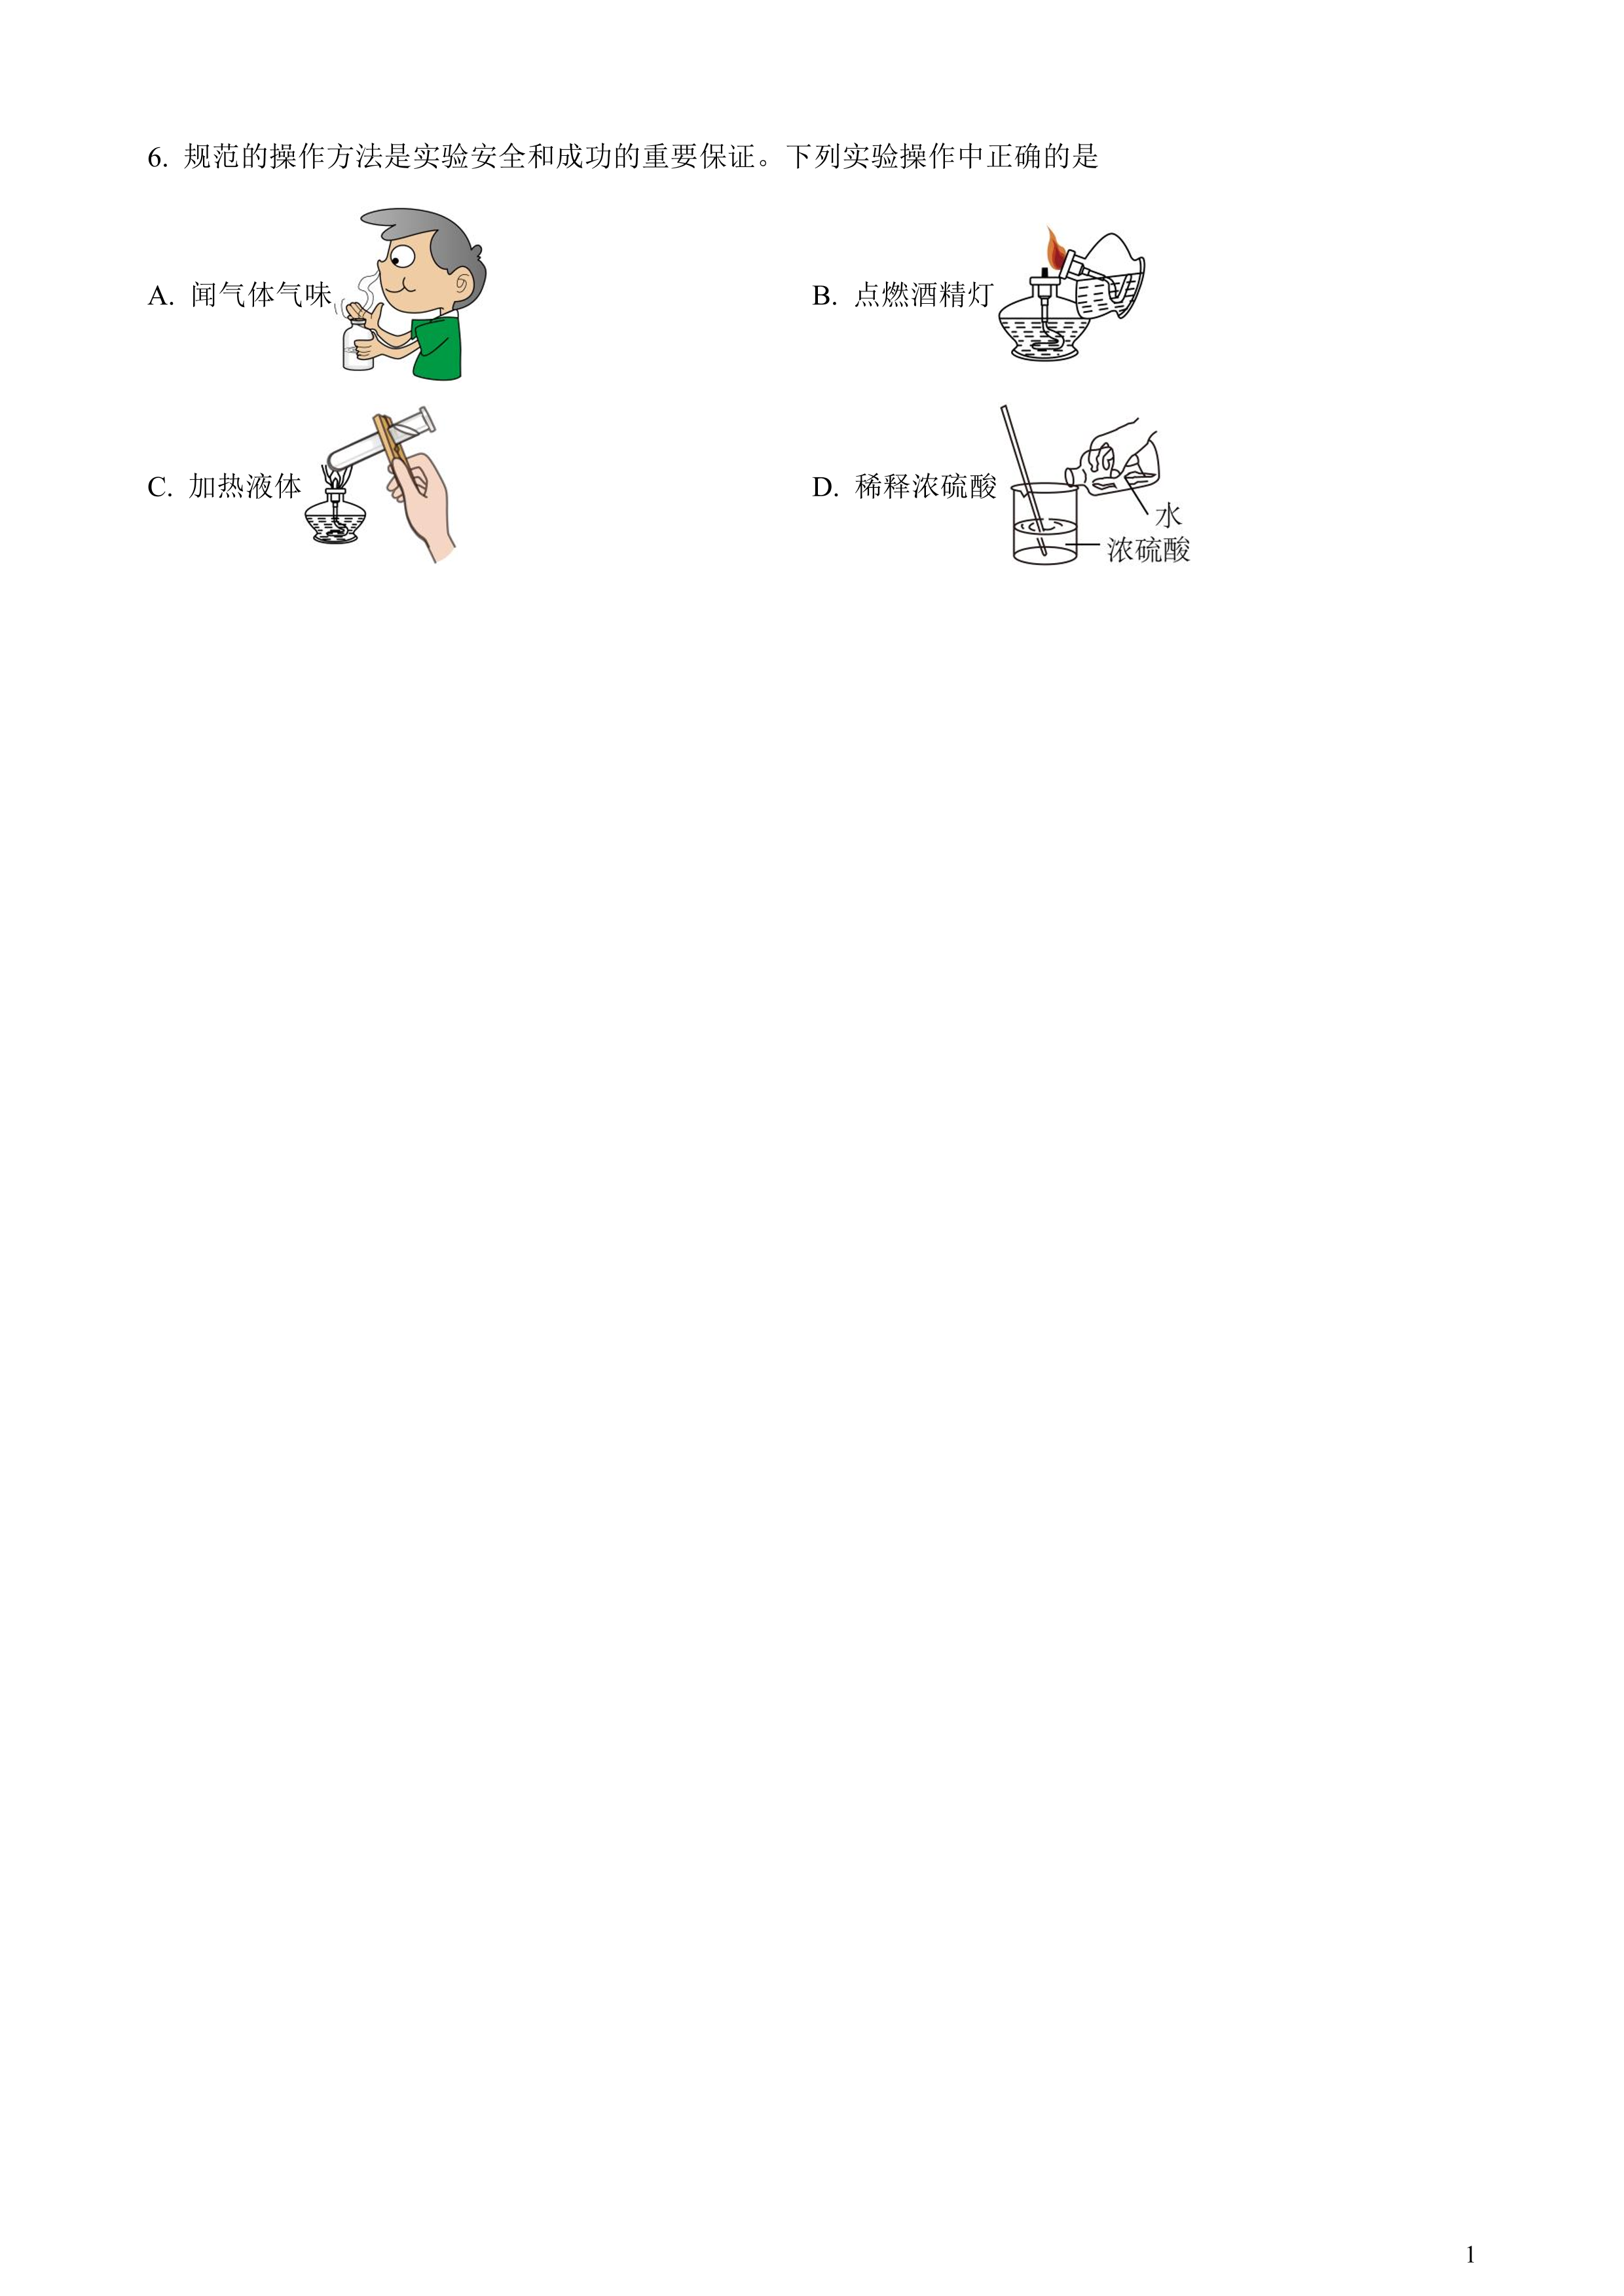 6. 规范的操作方法是实验安全和成功的重要保证。下列实验操作中正确的是
A. 闻气体气味
B. 点燃酒精灯
C. 加热液体
D. 稀释浓硫酸
水
浓硫酸
1